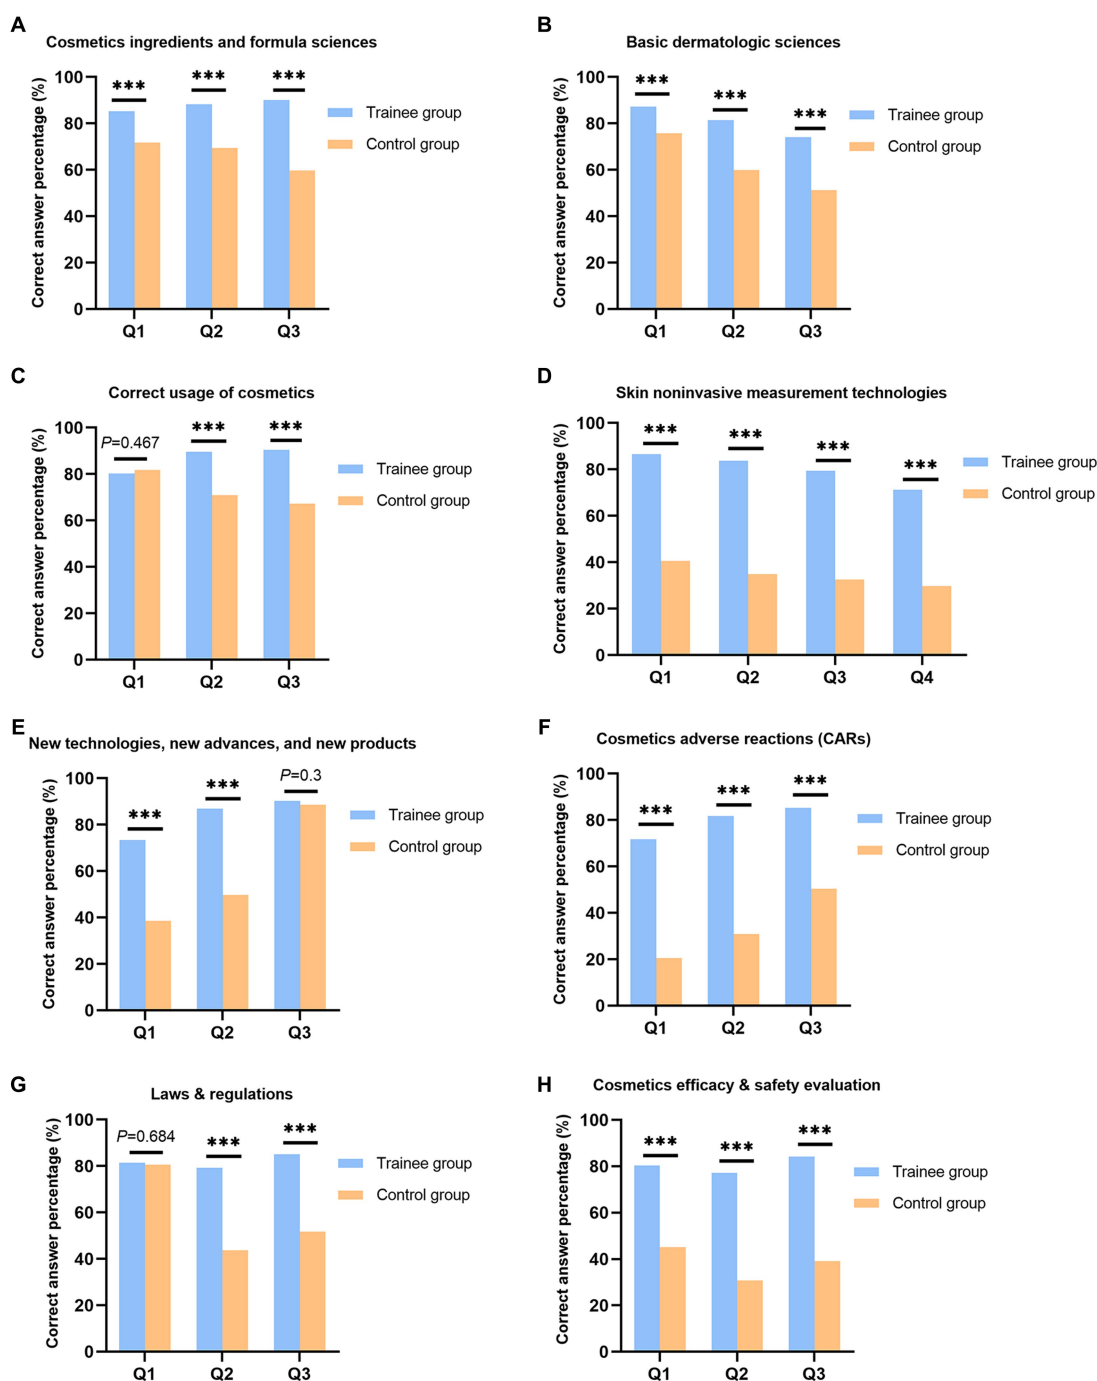 A
Cosmetics ingredients and formula sciences
Correct answer percentage (%)
100
80
60
40
20
0
***
***
***
Q1
Q2
Q3
Trainee group
Control group
B
Basic dermatologic sciences
Correct answer percentage (%)
100
80
60
40
20
0
***
***
***
Q1
Q2
Q3
Trainee group
Control group
C
Correct usage of cosmetics
Correct answer percentage (%)
100
80
60
40
20
0
P=0.467
***
***
Q1
Q2
Q3
Trainee group
Control group
D
Skin noninvasive measurement technologies
Correct answer percentage (%)
100
80
60
40
20
0
***
***
***
***
Q1
Q2
Q3
Q4
Trainee group
Control group
E
New technologies, new advances, and new products
Correct answer percentage (%)
100
80
60
40
20
0
***
***
P=0.3
Q1
Q2
Q3
Trainee group
Control group
F
Cosmetics adverse reactions (CARs)
Correct answer percentage (%)
100
80
60
40
20
0
***
***
***
Q1
Q2
Q3
Trainee group
Control group
G
Laws & regulations
Correct answer percentage (%)
100
80
60
40
20
0
P=0.684
***
***
Q1
Q2
Q3
Trainee group
Control group
H
Cosmetics efficacy & safety evaluation
Correct answer percentage (%)
100
80
60
40
20
0
***
***
***
Q1
Q2
Q3
Trainee group
Control group